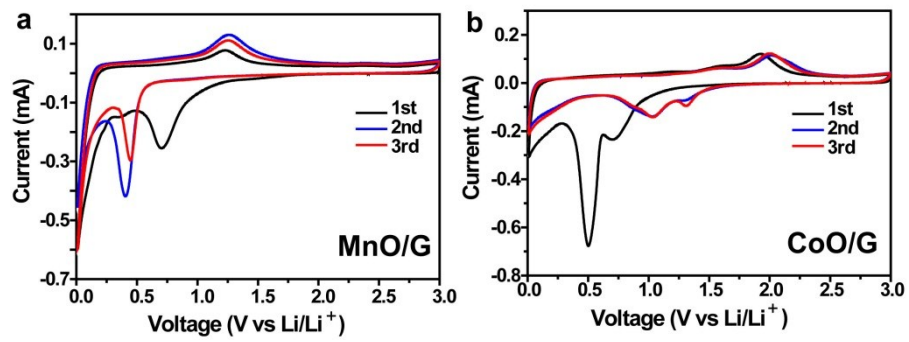 a
0.1
-0.1
-0.3
-0.5
-0.7
Current (mA)
1st
2nd
3rd
MnO/G
0.0 0.5 1.0 1.5 2.0 2.5 3.0
Voltage (V vs Li/Li⁺)
b
0.4
0.2
0.0
-0.2
-0.4
-0.6
-0.8
Current (mA)
1st
2nd
3rd
CoO/G
0.0 0.5 1.0 1.5 2.0 2.5 3.0
Voltage (V vs Li/Li⁺)